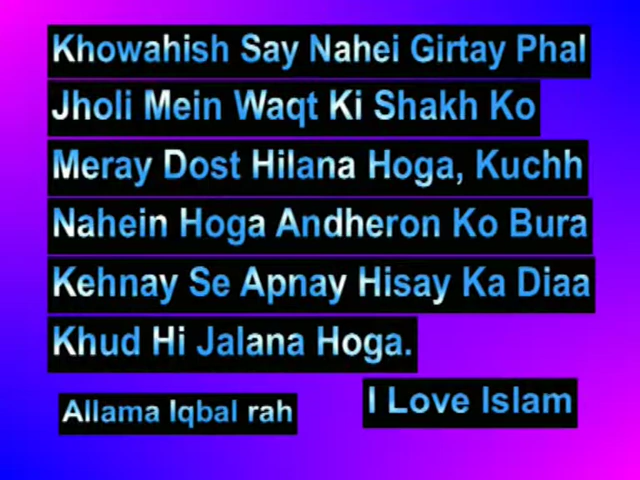 Khowahish Say Nahei Girtay Phal
Jholi Mein Waqt Ki Shakh Ko
Meray Dost Hilana Hoga, Kuchh
Nahein Hoga Andheron Ko Bura
Kehnay Se Apnay Hisay Ka Diaa
Khud Hi Jalana Hoga.
Allama Iqbal rah
I Love Islam